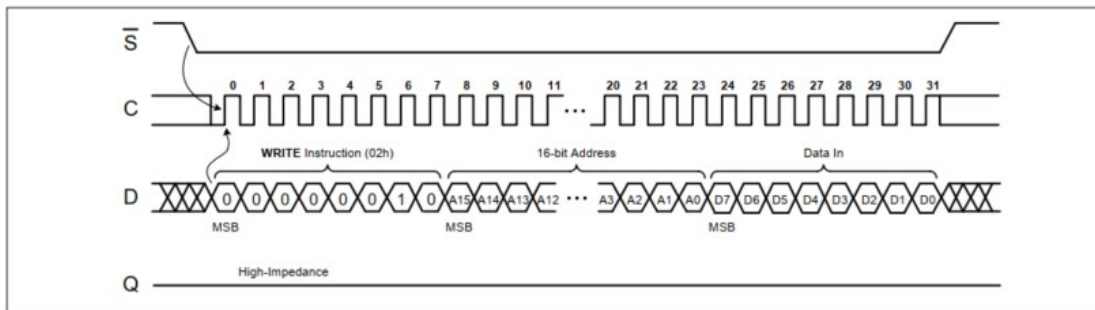 S
0 1 2 3 4 5 6 7 8 9 10 11 20 21 22 23 24 25 26 27 28 29 30 31
C ...
WRITE Instruction (02h) 16-bit Address Data In
D 0 0 0 0 0 0 1 0 A15 A14 A13 A12 ... A3 A2 A1 A0 D7 D6 D5 D4 D3 D2 D1 D0
MSB MSB MSB
High-Impedance
Q